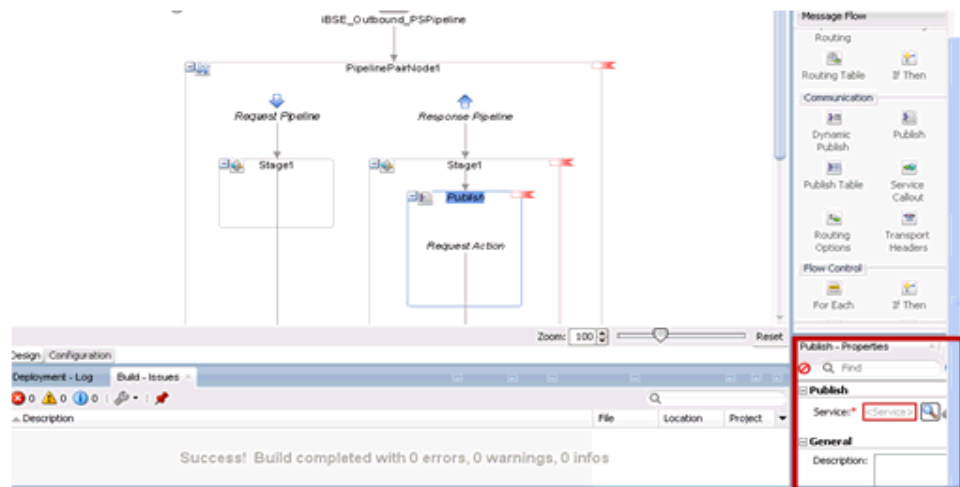 iBSE_Outbound_PSPipeline
PipelinePairNode1
Request Pipeline
Response Pipeline
Stage1
Stage1
Publish
Request Action
Zoom: 100
Reset
Message Flow
Routing
Routing Table
If Then
Communication
Dynamic Publish
Publish
Publish Table
Service Callout
Routing Options
Transport Headers
Flow Control
For Each
If Then
Design Configuration
Deployment - Log
Build - Issues
0 0 0
Description
File
Location
Project
Success! Build completed with 0 errors, 0 warnings, 0 infos
Publish - Properties
Find
Publish
Service:* <Service>
General
Description: